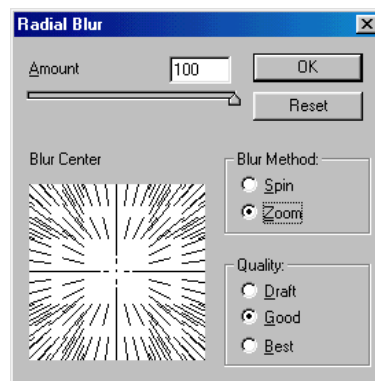 Radial Blur
Amount 100 OK
Reset
Blur Center
Blur Method:
Spin
Zoom
Quality:
Draft
Good
Best